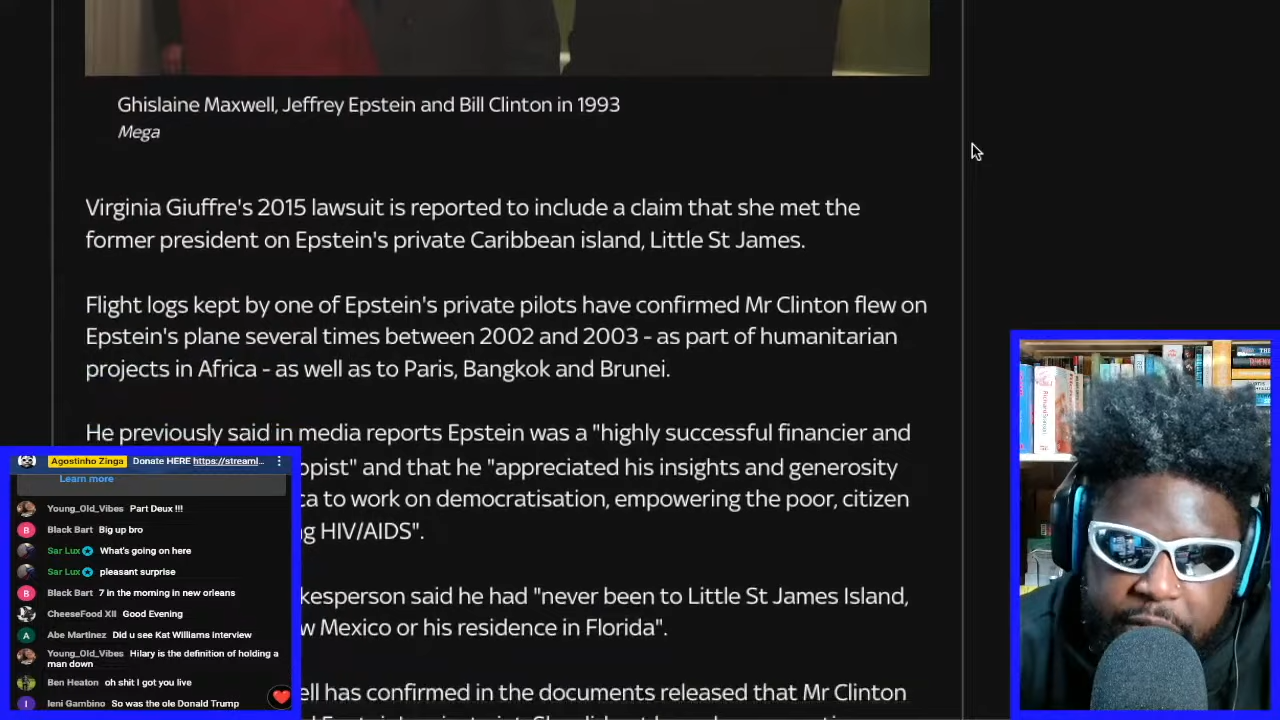 Ghislaine Maxwell, Jeffrey Epstein and Bill Clinton in 1993
Mega
Virginia Giuffre's 2015 lawsuit is reported to include a claim that she met the
former president on Epstein's private Caribbean island, Little St James.
Flight logs kept by one of Epstein's private pilots have confirmed Mr Clinton flew on
Epstein's plane several times between 2002 and 2003 - as part of humanitarian
projects in Africa - as well as to Paris, Bangkok and Brunei.
He previously said in media reports Epstein was a "highly successful financier and
opist" and that he "appreciated his insights and generosity
ca to work on democratisation, empowering the poor, citizen
g HIV/AIDS".
kesperson said he had "never been to Little St James Island,
w Mexico or his residence in Florida".
ell has confirmed in the documents released that Mr Clinton
Agostinho Zinga Donate HERE https://streaml...
Learn more
Young_Old_Vibes Part Deux !!!
B Black Bart Big up bro
Sar Lux What's going on here
Sar Lux pleasant surprise
B Black Bart 7 in the morning in new orleans
CheeseFood XII Good Evening
A Abe Martinez Did u see Kat Williams interview
Young_Old_Vibes Hilary is the definition of holding a
man down
Ben Heaton oh shit I got you live
I Ieni Gambino So was the ole Donald Trump